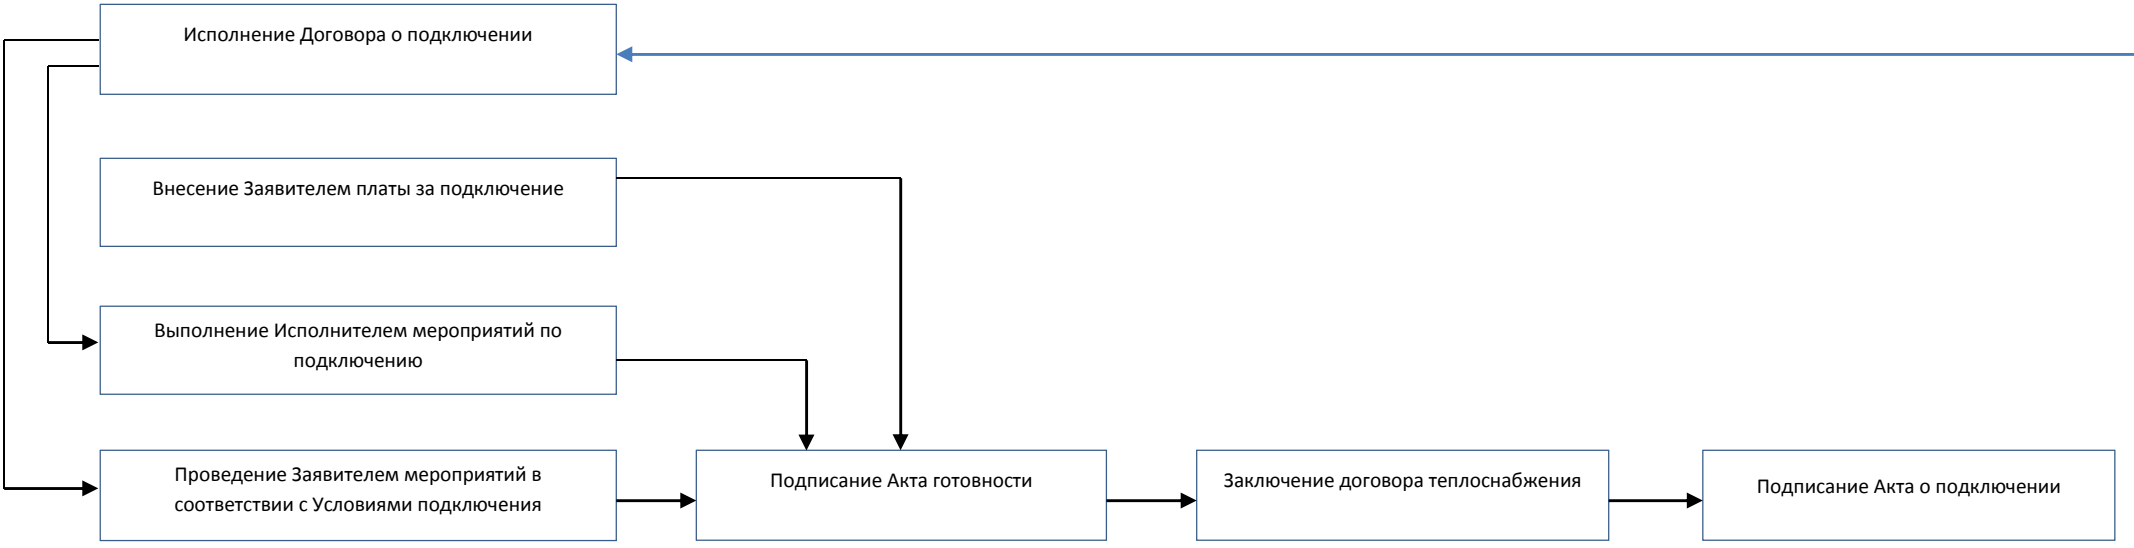 Исполнение Договора о подключении
Внесение Заявителем платы за подключение
Выполнение Исполнителем мероприятий по
подключению
Проведение Заявителем мероприятий в
соответствии с Условиями подключения
Подписание Акта готовности
Заключение договора теплоснабжения
Подписание Акта о подключении